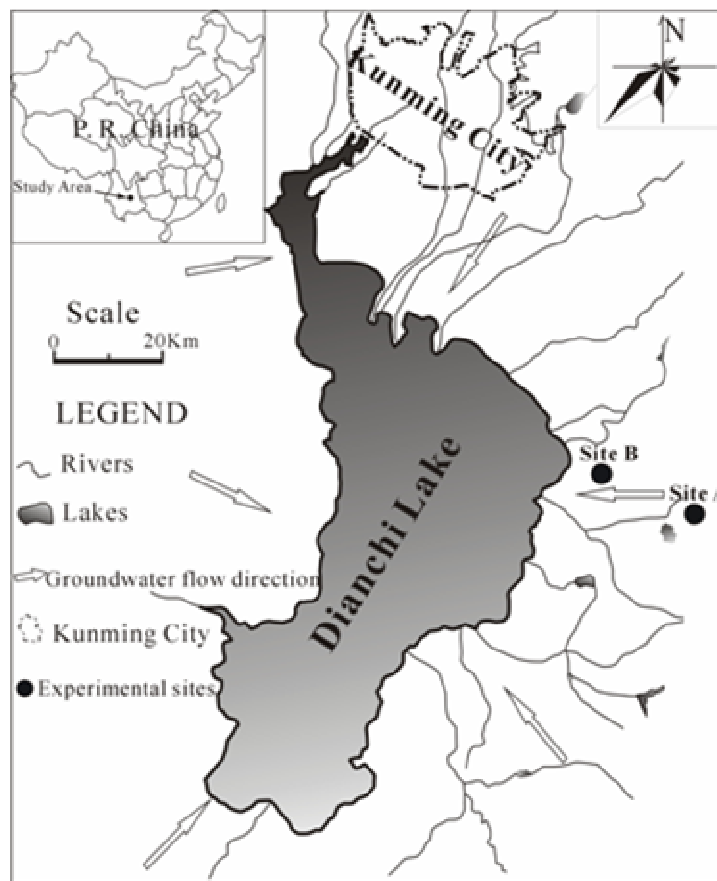 N
Kunming City
P. R. China
Study Area
Scale
0 20Km
LEGEND
Rivers
Lakes
Groundwater flow direction
Kunming City
Experimental sites
Dianchi Lake
Site B
Site